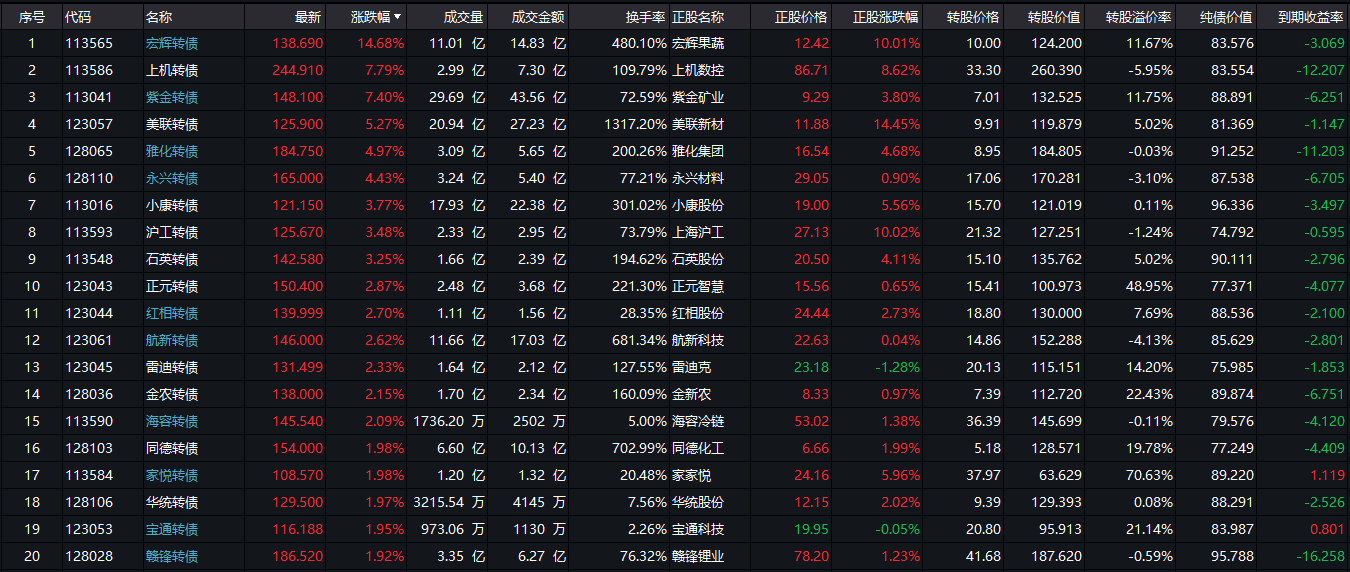 序号 代码 名称 最新 涨跌幅 成交量 成交金额 换手率 正股名称 正股价格 正股涨跌幅 转股价格 转股价值 转股溢价率 纯债价值 到期收益率
1 113565 宏辉转债 138.690 14.68% 11.01 亿 14.83 亿 480.10% 宏辉果蔬 12.42 10.01% 10.00 124.200 11.67% 83.576 -3.069
2 113586 上机转债 244.910 7.79% 2.99 亿 7.30 亿 109.79% 上机数控 86.71 8.62% 33.30 260.390 -5.95% 83.554 -12.207
3 113041 紫金转债 148.100 7.40% 29.69 亿 43.56 亿 72.59% 紫金矿业 9.29 3.80% 7.01 132.525 11.75% 88.891 -6.251
4 123057 美联转债 125.900 5.27% 20.94 亿 27.23 亿 1317.20% 美联新材 11.88 14.45% 9.91 119.879 5.02% 81.369 -1.147
5 128065 雅化转债 184.750 4.97% 3.09 亿 5.65 亿 200.26% 雅化集团 16.54 4.68% 8.95 184.805 -0.03% 91.252 -11.203
6 128110 永兴转债 165.000 4.43% 3.24 亿 5.40 亿 77.21% 永兴材料 29.05 0.90% 17.06 170.281 -3.10% 87.538 -6.705
7 113016 小康转债 121.150 3.77% 17.93 亿 22.38 亿 301.02% 小康股份 19.00 5.56% 15.70 121.019 0.11% 96.336 -3.497
8 113593 沪工转债 125.670 3.48% 2.33 亿 2.95 亿 73.79% 上海沪工 27.13 10.02% 21.32 127.251 -1.24% 74.792 -0.595
9 113548 石英转债 142.580 3.25% 1.66 亿 2.39 亿 194.62% 石英股份 20.50 4.11% 15.10 135.762 5.02% 90.111 -2.796
10 123043 正元转债 150.400 2.87% 2.48 亿 3.68 亿 221.30% 正元智慧 15.56 0.65% 15.41 100.973 48.95% 77.371 -4.077
11 123044 红相转债 139.999 2.70% 1.11 亿 1.56 亿 28.35% 红相股份 24.44 2.73% 18.80 130.000 7.69% 88.536 -2.100
12 123061 航新转债 146.000 2.62% 11.66 亿 17.03 亿 681.34% 航新科技 22.63 0.04% 14.86 152.288 -4.13% 85.629 -2.801
13 123045 雷迪转债 131.499 2.33% 1.64 亿 2.12 亿 127.55% 雷迪克 23.18 -1.28% 20.13 115.151 14.20% 75.985 -1.853
14 128036 金农转债 138.000 2.15% 1.70 亿 2.34 亿 160.09% 金新农 8.33 0.97% 7.39 112.720 22.43% 89.874 -6.751
15 113590 海容转债 145.540 2.09% 1736.20 万 2502 万 5.00% 海容冷链 53.02 1.38% 36.39 145.699 -0.11% 79.576 -4.120
16 128103 同德转债 154.000 1.98% 6.60 亿 10.13 亿 702.99% 同德化工 6.66 1.99% 5.18 128.571 19.78% 77.249 -4.409
17 113584 家悦转债 108.570 1.98% 1.20 亿 1.32 亿 20.48% 家家悦 24.16 5.96% 37.97 63.629 70.63% 89.220 1.119
18 128106 华统转债 129.500 1.97% 3215.54 万 4145 万 7.56% 华统股份 12.15 2.02% 9.39 129.393 0.08% 88.291 -2.526
19 123053 宝通转债 116.188 1.95% 973.06 万 1130 万 2.26% 宝通科技 19.95 -0.05% 20.80 95.913 21.14% 83.987 0.801
20 128028 赣锋转债 186.520 1.92% 3.35 亿 6.27 亿 76.32% 赣锋锂业 78.20 1.23% 41.68 187.620 -0.59% 95.788 -16.258